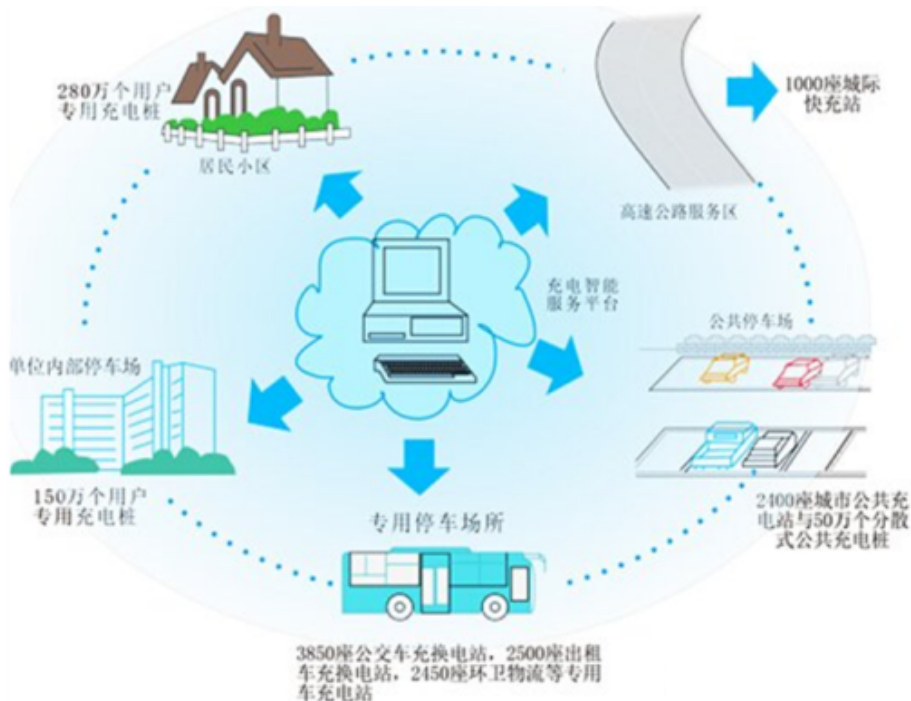 280万个用户
专用充电桩
居民小区
1000座城际
快充站
高速公路服务区
充电智能
服务平台
公共停车场
单位内部停车场
150万个用户
专用充电桩
2400座城市公共充
电站与50万个分散
式公共充电桩
专用停车场所
3850座公交车充换电站，2500座出租
车充换电站，2450座环卫物流等专用
车充电站